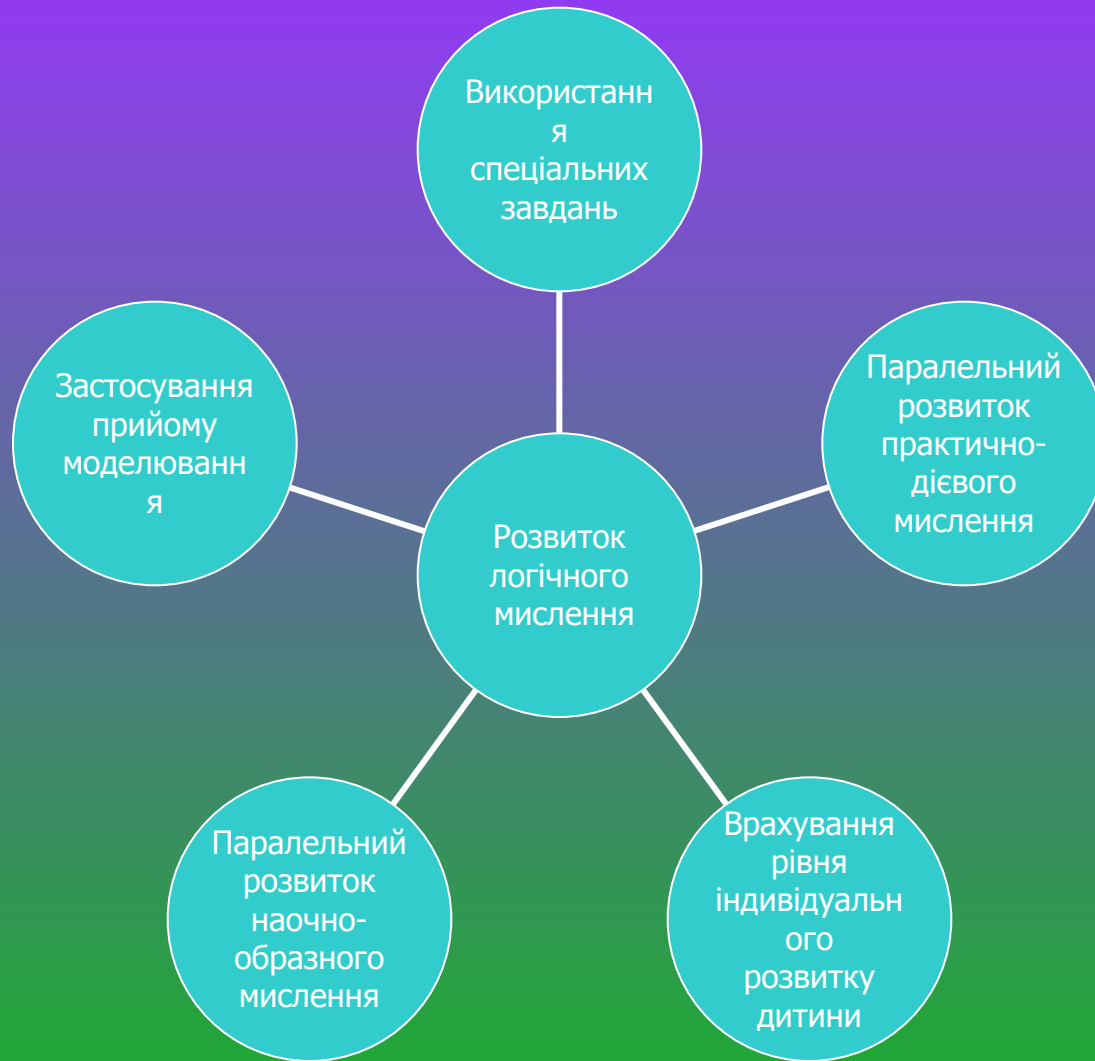 Використанн
я
спеціальних
завдань
Паралельний
розвиток
практично-
дієвого
мислення
Врахування
рівня
індивідуальн
ого
розвитку
дитини
Паралельний
розвиток
наочно-
образного
мислення
Застосування
прийому
моделюванн
я
Розвиток
логічного
мислення